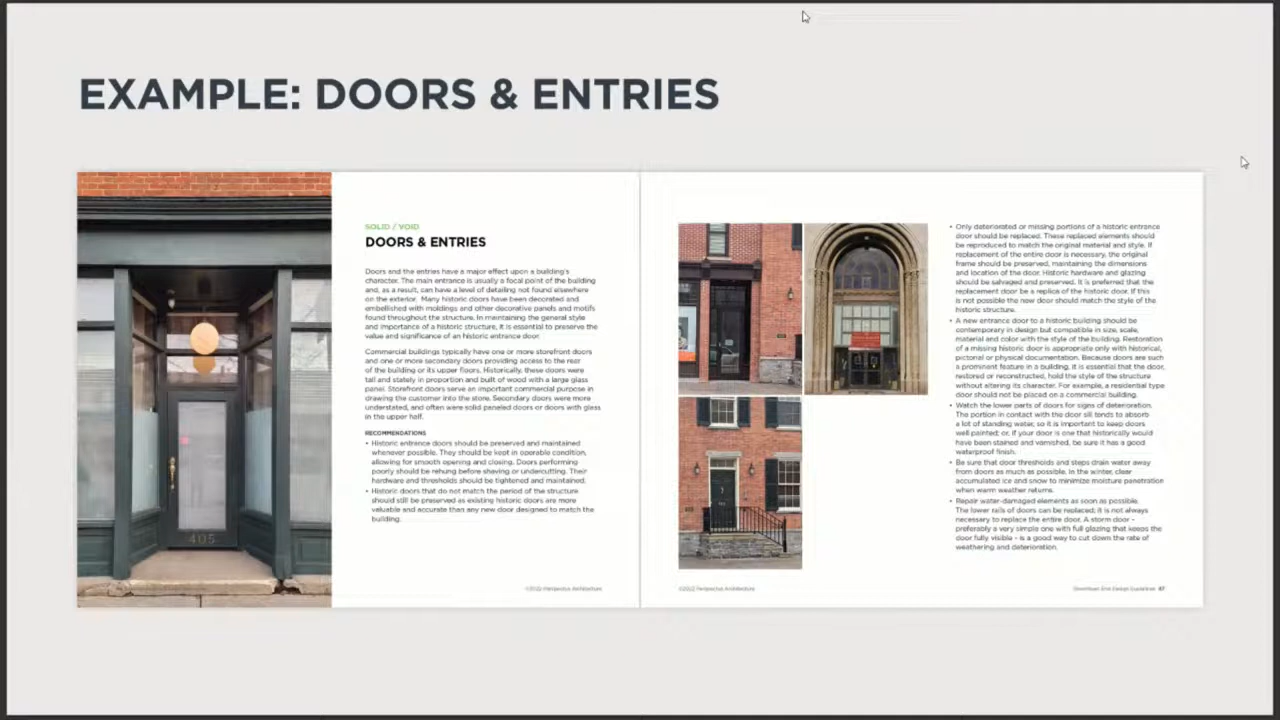 EXAMPLE: DOORS & ENTRIES
SOLID / VOID
DOORS & ENTRIES
Doors and the entries have a major effect upon a building's
character. The main entrance is usually a focal point of the building
and, as a result, can have a level of detailing not found elsewhere
on the exterior. Many historic doors have been decorated and
embellished with moldings and other decorative panels and motifs
found throughout the structure. In maintaining the general style
and importance of a historic structure, it is essential to preserve the
value and significance of an historic entrance door.
Commercial buildings typically have one or more storefront doors
and one or more secondary doors providing access to the rear
of the building or its upper floors. Historically, these doors were
tall and stately in proportion and built of wood with a large glass
panel. Storefront doors serve an important commercial purpose in
drawing the customer into the store. Secondary doors were more
understated, and often were solid paneled doors or doors with glass
in the upper half.
RECOMMENDATIONS
• Historic entrance doors should be preserved and maintained
whenever possible. They should be kept in operable condition,
allowing for smooth opening and closing. Doors performing
poorly should be rehung before shaving or undercutting. Their
hardware and thresholds should be tightened and maintained.
• Historic doors that do not match the period of the structure
should still be preserved as existing historic doors are more
valuable and accurate than any new door designed to match the
building.
405
©2022 Perspectus Architecture
• Only deteriorated or missing portions of a historic entrance
door should be replaced. These replaced elements should
be reproduced to match the original material and style. If
replacement of the entire door is necessary, the original
frame should be preserved, maintaining the dimensions
and location of the door. Historic hardware and glazing
should be salvaged and preserved. It is preferred that the
replacement door be a replica of the historic door. If this
is not possible the new door should match the style of the
historic structure.
• A new entrance door to a historic building should be
contemporary in design but compatible in size, scale,
material and color with the style of the building. Restoration
of a missing historic door is appropriate only with historical,
pictorial or physical documentation. Because doors are such
a prominent feature in a building, it is essential that the door,
restored or reconstructed, hold the style of the structure
without altering its character. For example, a residential type
door should not be placed on a commercial building.
• Watch the lower parts of doors for signs of deterioration.
The portion in contact with the door sill tends to absorb
a lot of standing water, so it is important to keep doors
well painted; or, if your door is one that historically would
have been stained and varnished, be sure it has a good
waterproof finish.
• Be sure that door thresholds and steps drain water away
from doors as much as possible. In the winter, clear
accumulated ice and snow to minimize moisture penetration
when warm weather returns.
• Repair water-damaged elements as soon as possible.
The lower rails of doors can be replaced; it is not always
necessary to replace the entire door. A storm door –
preferably a very simple one with full glazing that keeps the
door fully visible - is a good way to cut down the rate of
weathering and deterioration.
©2022 Perspectus Architecture
Downtown Erie Design Guidelines 47